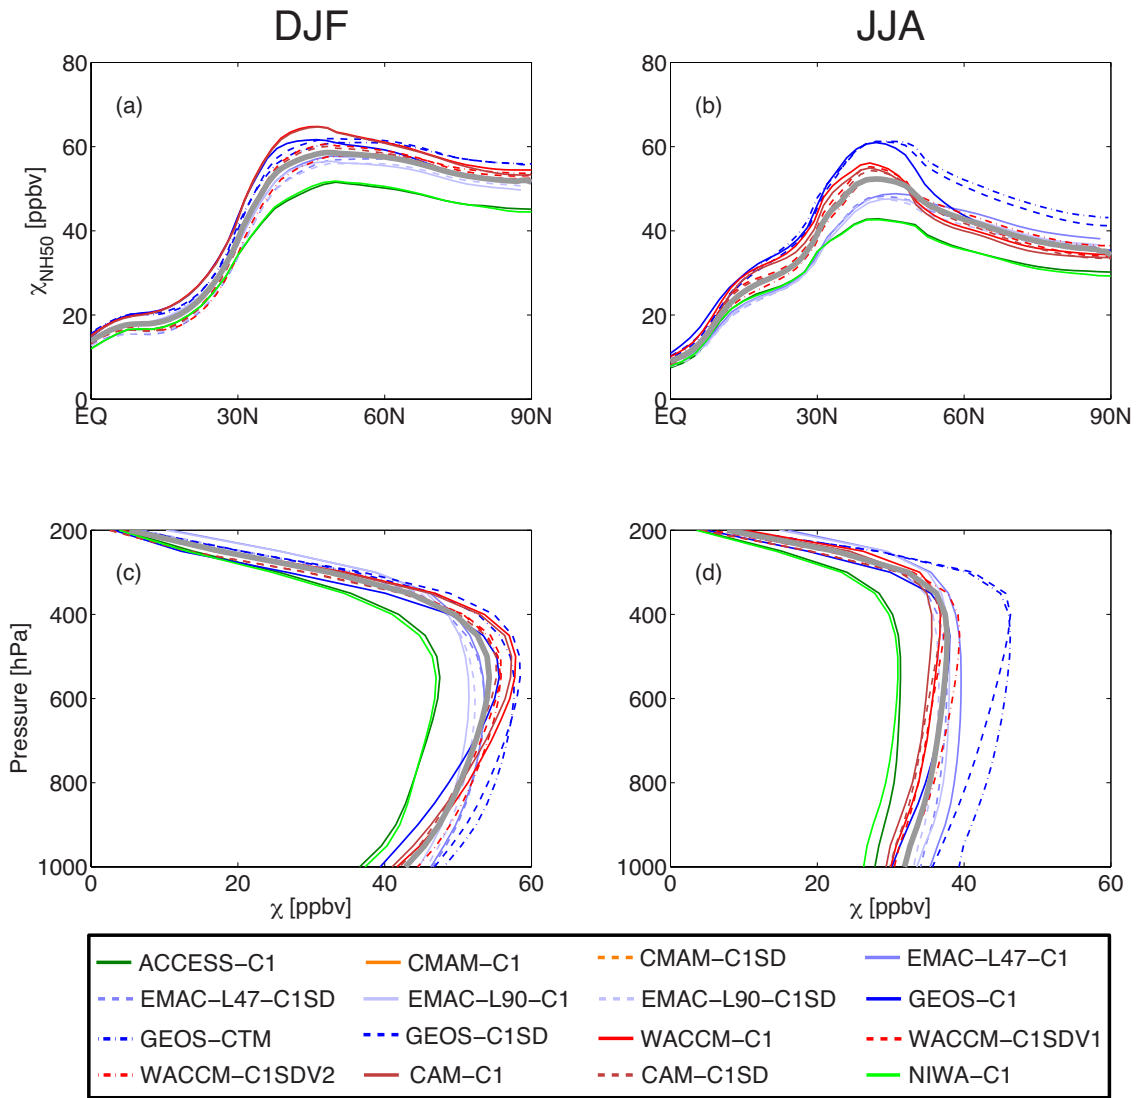 DJF JJA
80 80
(a) (b)
60 60
40 40
20 20
0 0
χNH50 [ppbv]
EQ 30N 60N 90N EQ 30N 60N 90N
200 200
(c) (d)
400 400
600 600
800 800
1000 1000
Pressure [hPa]
0 20 40 60 0 20 40 60
χ [ppbv] χ [ppbv]
ACCESS−C1 CMAM−C1 CMAM−C1SD EMAC−L47−C1
EMAC−L47−C1SD EMAC−L90−C1 EMAC−L90−C1SD GEOS−C1
GEOS−CTM GEOS−C1SD WACCM−C1 WACCM−C1SDV1
WACCM−C1SDV2 CAM−C1 CAM−C1SD NIWA−C1